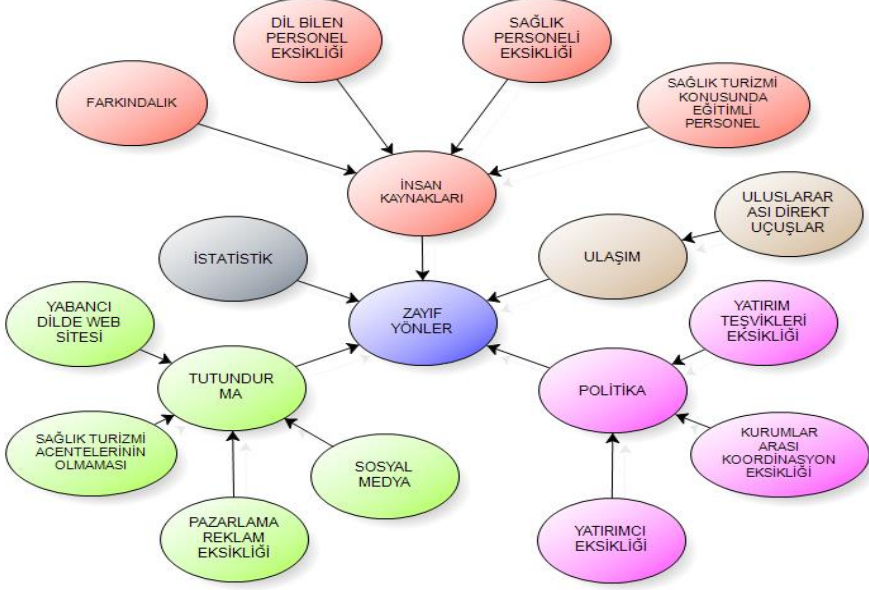 DİL BİLEN
PERSONEL
EKSİKLİĞİ
SAĞLIK
PERSONELİ
EKSİKLİĞİ
FARKINDALIK
SAĞLIK TURİZMİ
KONUSUNDA
EĞİTİMLİ
PERSONEL
İNSAN
KAYNAKLARI
ULUSLARAR
ASI DİREKT
UÇUŞLAR
İSTATİSTİK
ULAŞIM
YABANCI
DİLDE WEB
SİTESİ
ZAYIF
YÖNLER
YATIRIM
TEŞVİKLERİ
EKSİKLİĞİ
TUTUNDUR
MA
POLİTİKA
SAĞLIK TURİZMİ
ACENTELERİNİN
OLMAMASI
SOSYAL
MEDYA
KURUMLAR
ARASI
KOORDİNASYON
EKSİKLİĞİ
PAZARLAMA
REKLAM
EKSİKLİĞİ
YATIRIMCI
EKSİKLİĞİ